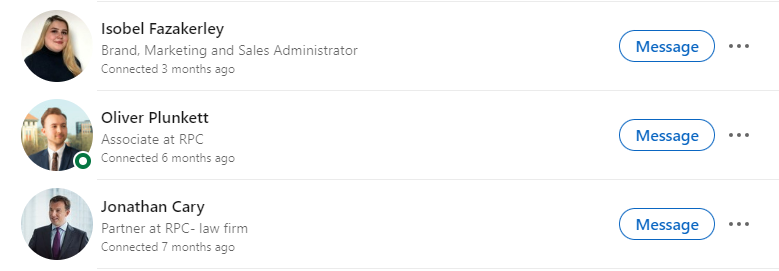 Isobel Fazakerley
Brand, Marketing and Sales Administrator
Connected 3 months ago
Message
Oliver Plunkett
Associate at RPC
Connected 6 months ago
Message
Jonathan Cary
Partner at RPC- law firm
Connected 7 months ago
Message